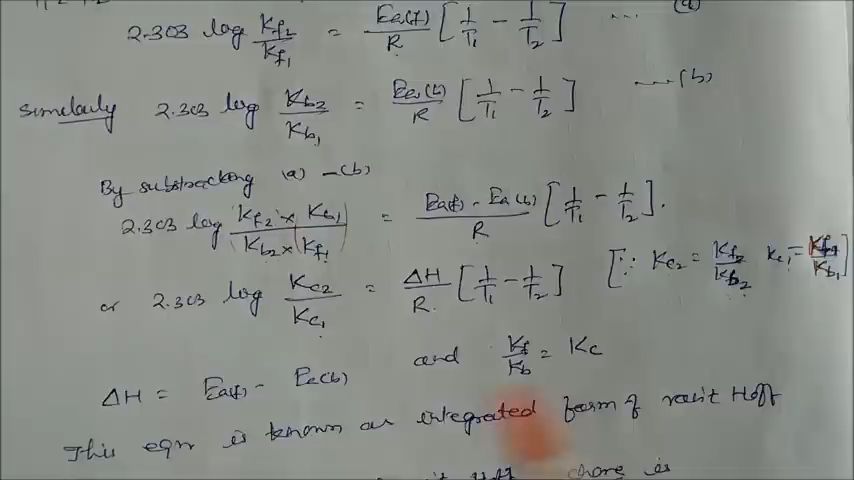 2.303 log Kf2/Kf1 = Ea(f)/R [1/T1 - 1/T2] ... (a)
Similarly 2.303 log Kb2/Kb1 = Ea(b)/R [1/T1 - 1/T2] ....(b)
By substracting (a) - (b)
2.303 log Kf2 x Kb1 / Kb2 x Kf1 = Ea(f) - Ea(b)/R [1/T1 - 1/T2].
or 2.303 log Kc2/Kc1 = ΔH/R. [1/T1 - 1/T2] [∵ Kc2 = Kf2/Kb2 Kc1 = Kf1/Kb1]
ΔH = Ea(f) - Ea(b) and Kf/Kb = Kc
This eqn is known as integrated form of vant Hoff